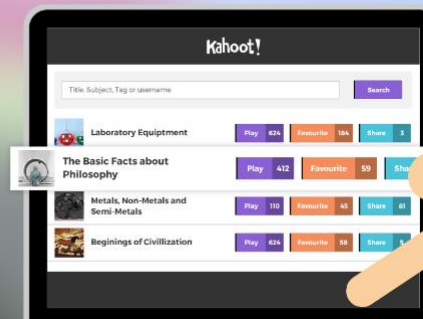 Kahoot!
Title, Subject, Tag or username
Search
Laboratory Equiptment
Play 624
Favourite 184
Share 3
The Basic Facts about
Philosophy
Play 412
Favourite 59
Sha
Metals, Non-Metals and
Semi-Metals
Play 110
Favourite 45
Share 61
Beginings of Civillization
Play 624
Favourite 58
Share 5